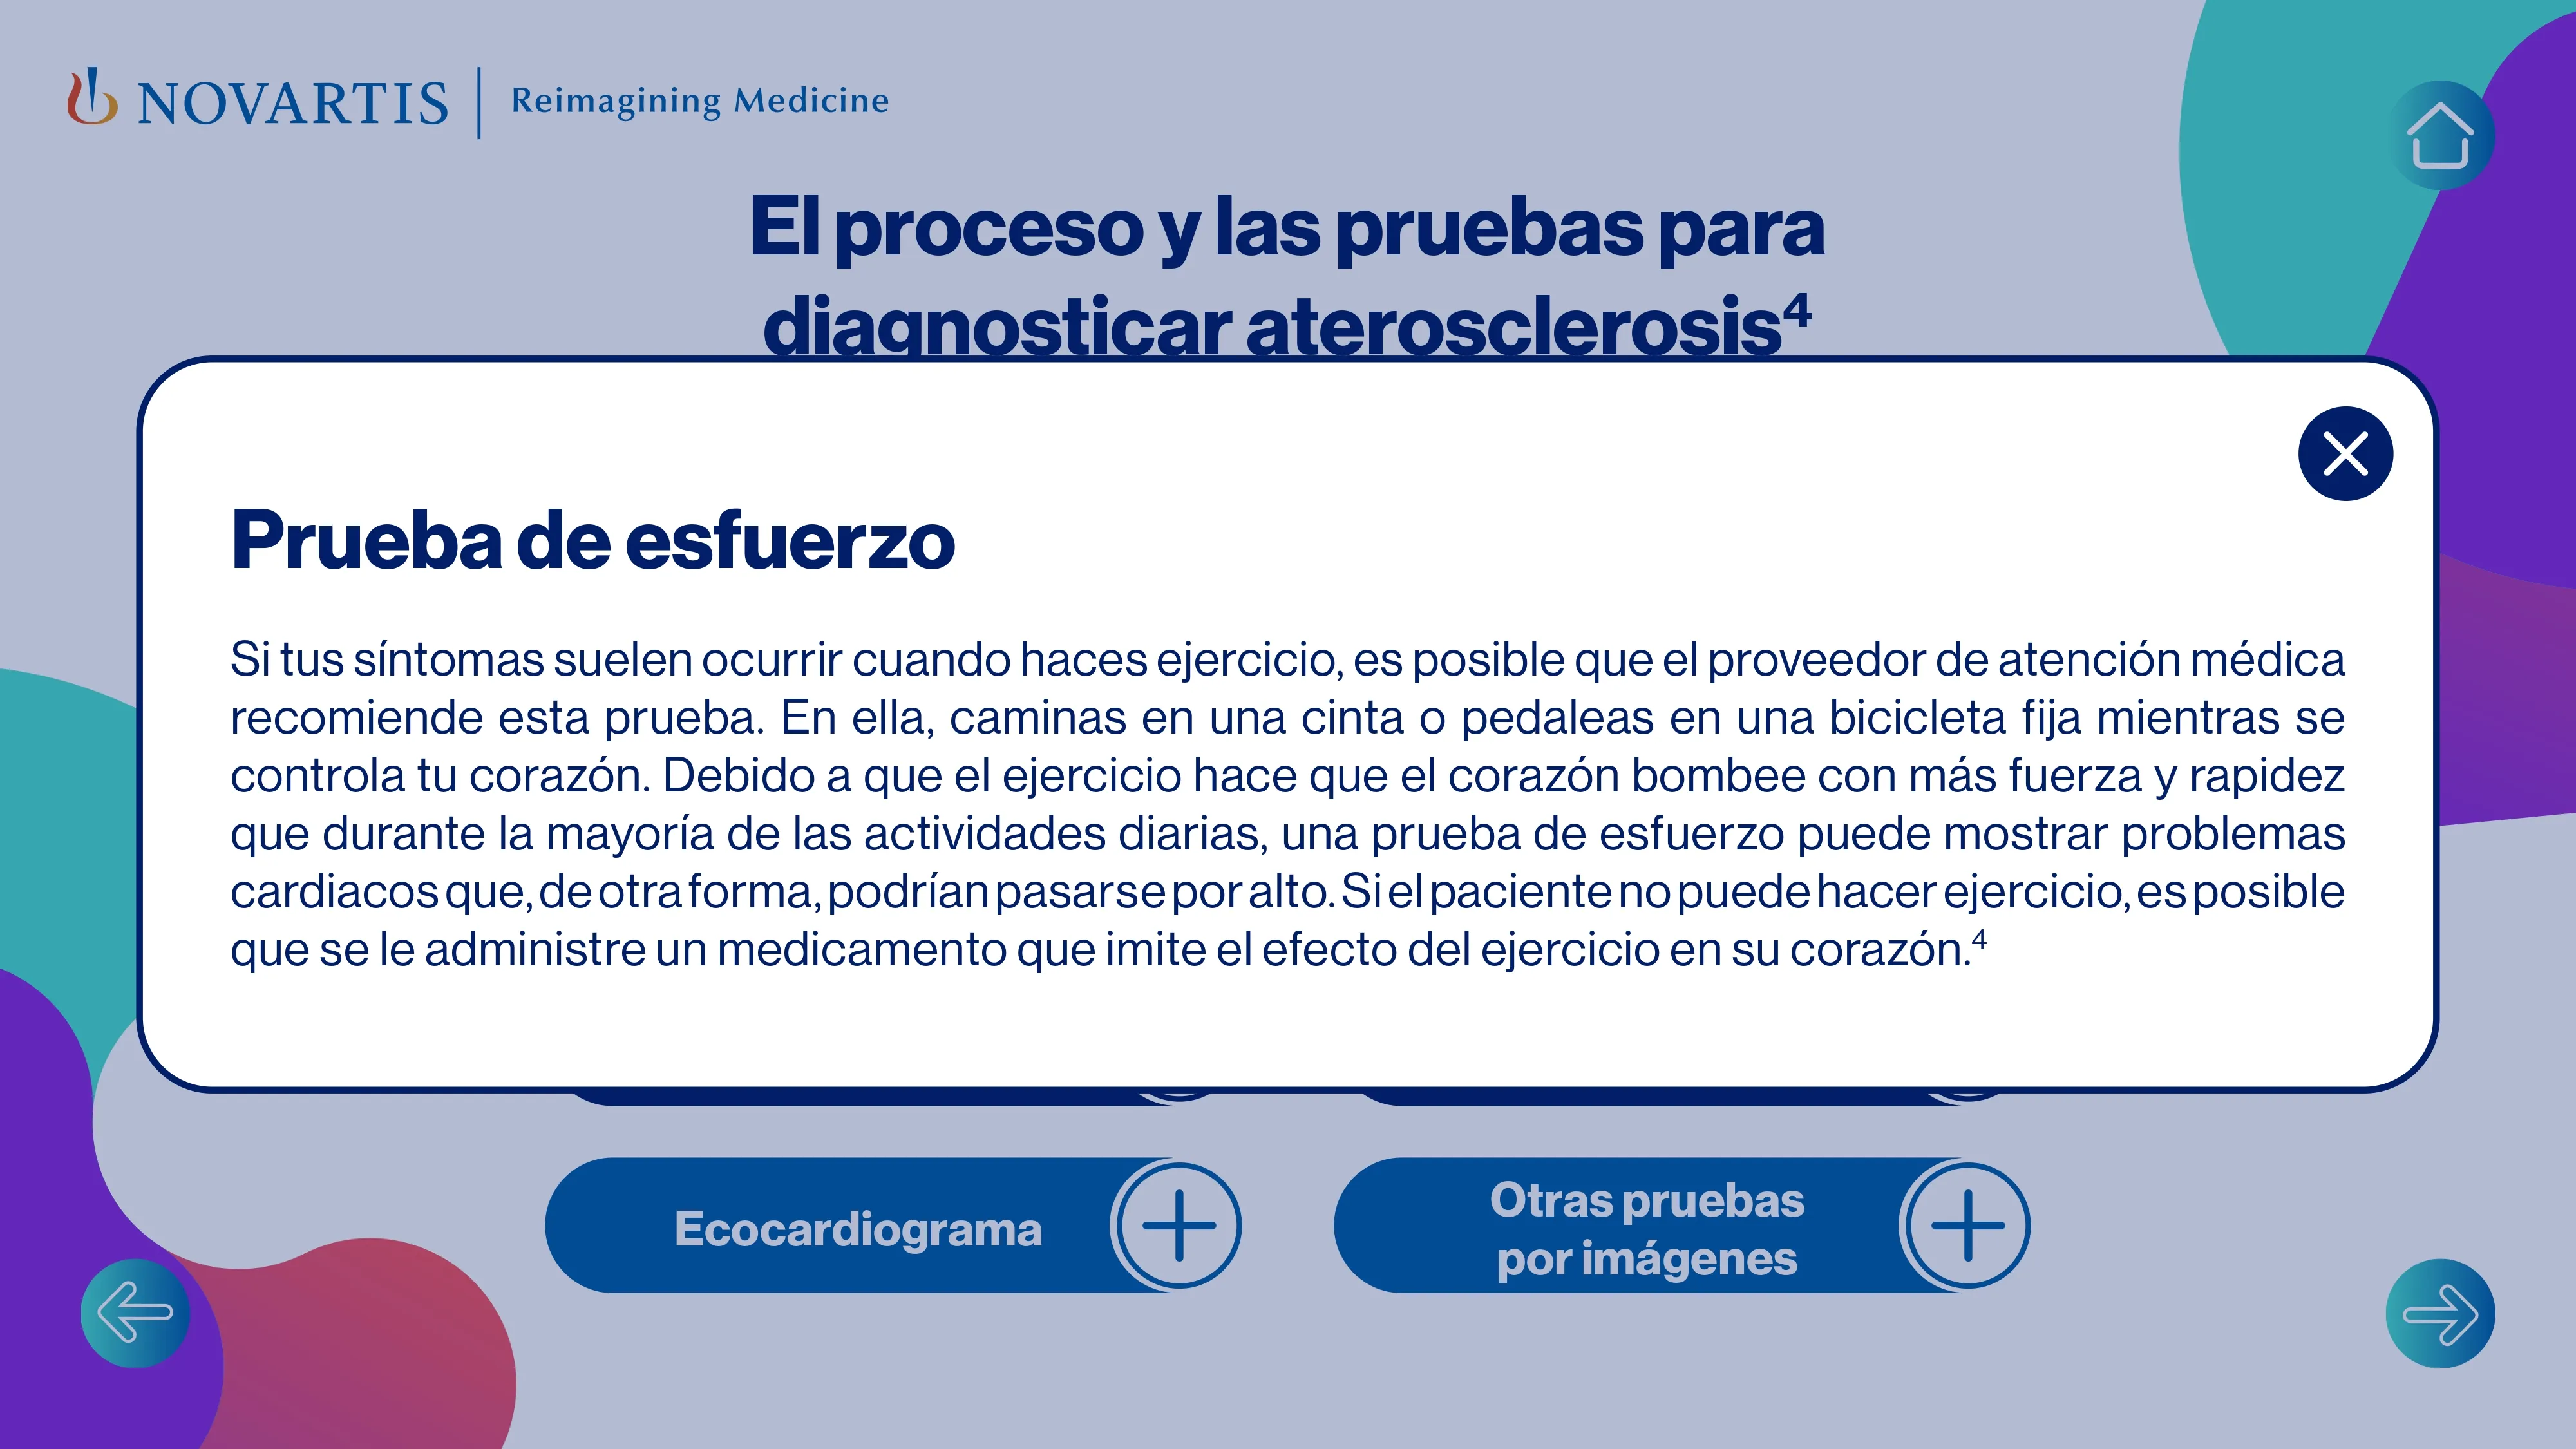 NOVARTIS | Reimagining Medicine
El proceso y las pruebas para
diagnosticar aterosclerosis⁴
Prueba de esfuerzo
Si tus síntomas suelen ocurrir cuando haces ejercicio, es posible que el proveedor de atención médica
recomiende esta prueba. En ella, caminas en una cinta o pedaleas en una bicicleta fija mientras se
controla tu corazón. Debido a que el ejercicio hace que el corazón bombee con más fuerza y rapidez
que durante la mayoría de las actividades diarias, una prueba de esfuerzo puede mostrar problemas
cardiacos que, de otra forma, podrían pasarse por alto. Si el paciente no puede hacer ejercicio, es posible
que se le administre un medicamento que imite el efecto del ejercicio en su corazón.⁴
Ecocardiograma
Otras pruebas
por imágenes